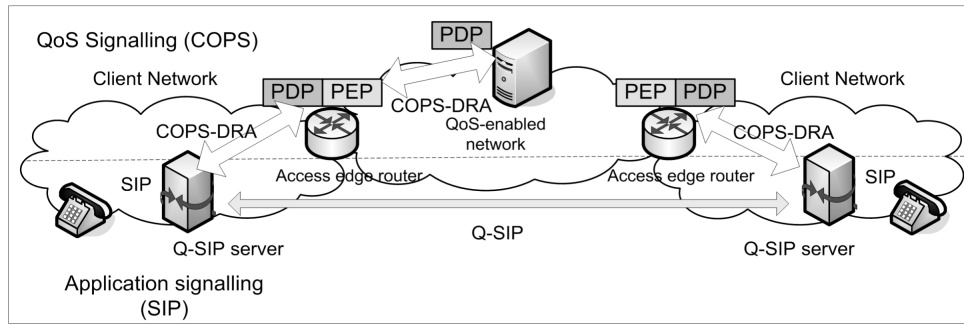 QoS Signalling (COPS)
PDP
Client Network
PDP PEP
COPS-DRA
QoS-enabled
network
PEP PDP
Client Network
COPS-DRA
COPS-DRA
SIP
Access edge router
Access edge router
SIP
Q-SIP server
Q-SIP
Q-SIP server
Application signalling
(SIP)